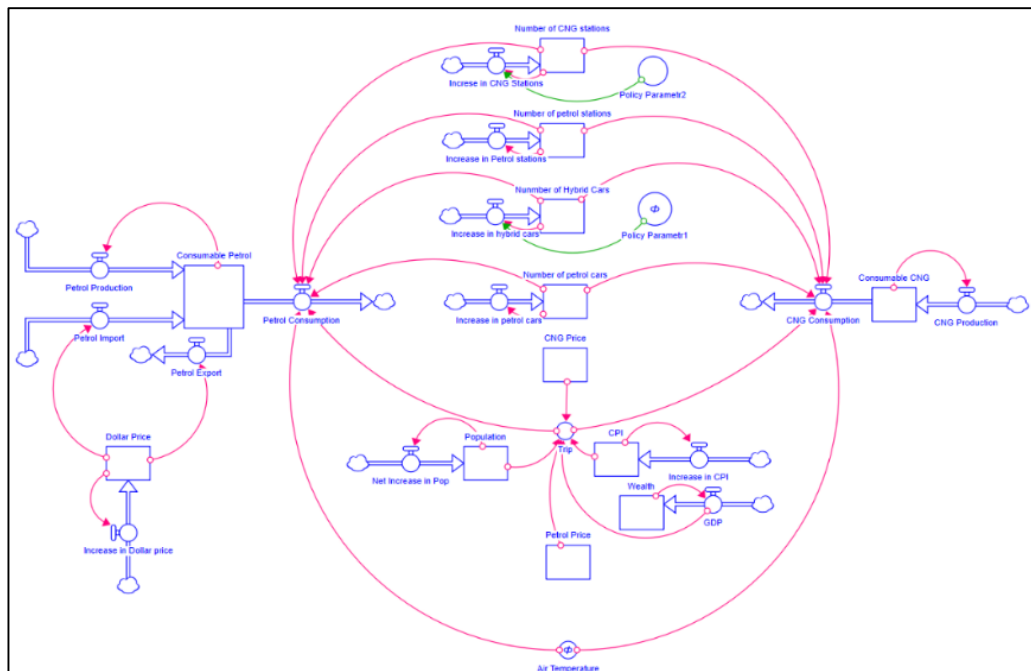 Number of CNG stations
Increse in CNG Stations
Policy Parametr2
Number of petrol stations
Increase in Petrol stations
Nunmber of Hybrid Cars
Φ
Increase in hybrid cars
Policy Parametr1
Consumable Petrol
Petrol Production
Number of petrol cars
Consumable CNG
Petrol Consumption
Increase in petrol cars
CNG Consumption
CNG Production
Petrol Import
CNG Price
Petrol Export
Dollar Price
Population
Trip
CPI
Net Increase in Pop
Increase in CPI
Wealth
GDP
Petrol Price
Increase in Dollar price
Φ
Air Temperature